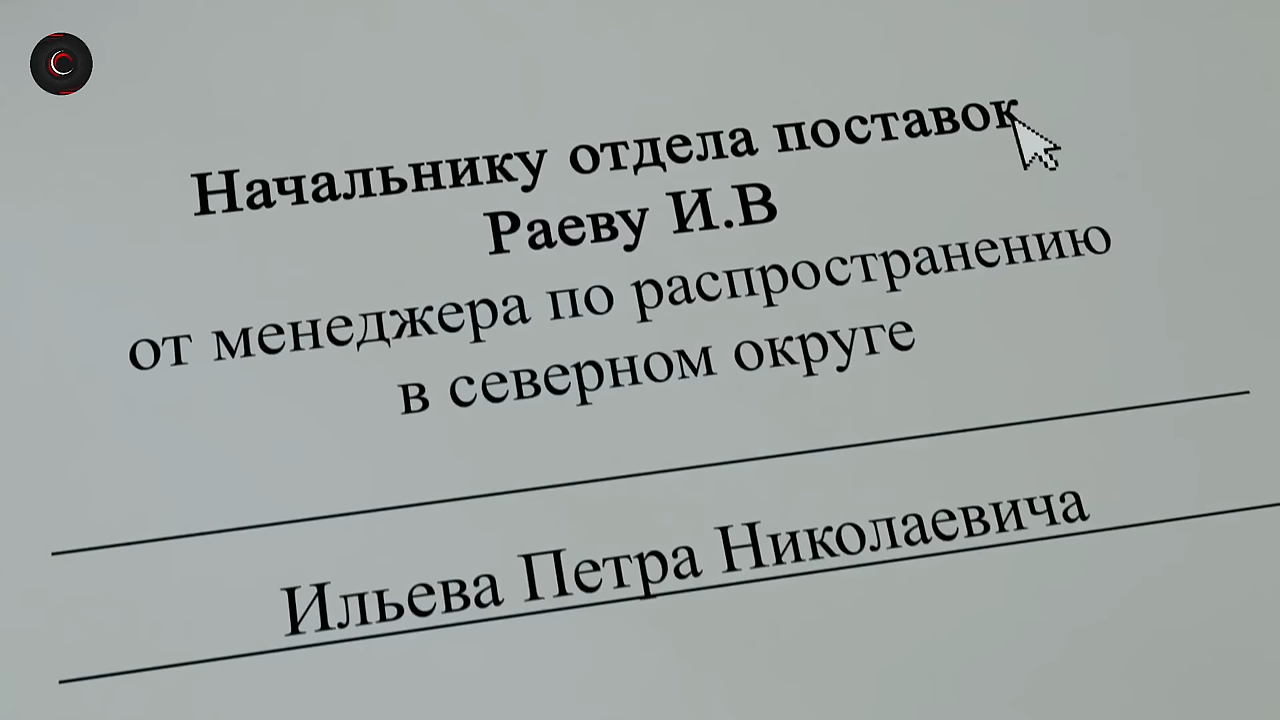 Начальнику отдела поставок
Раеву И.В
от менеджера по распространению
в северном округе
Ильева Петра Николаевича